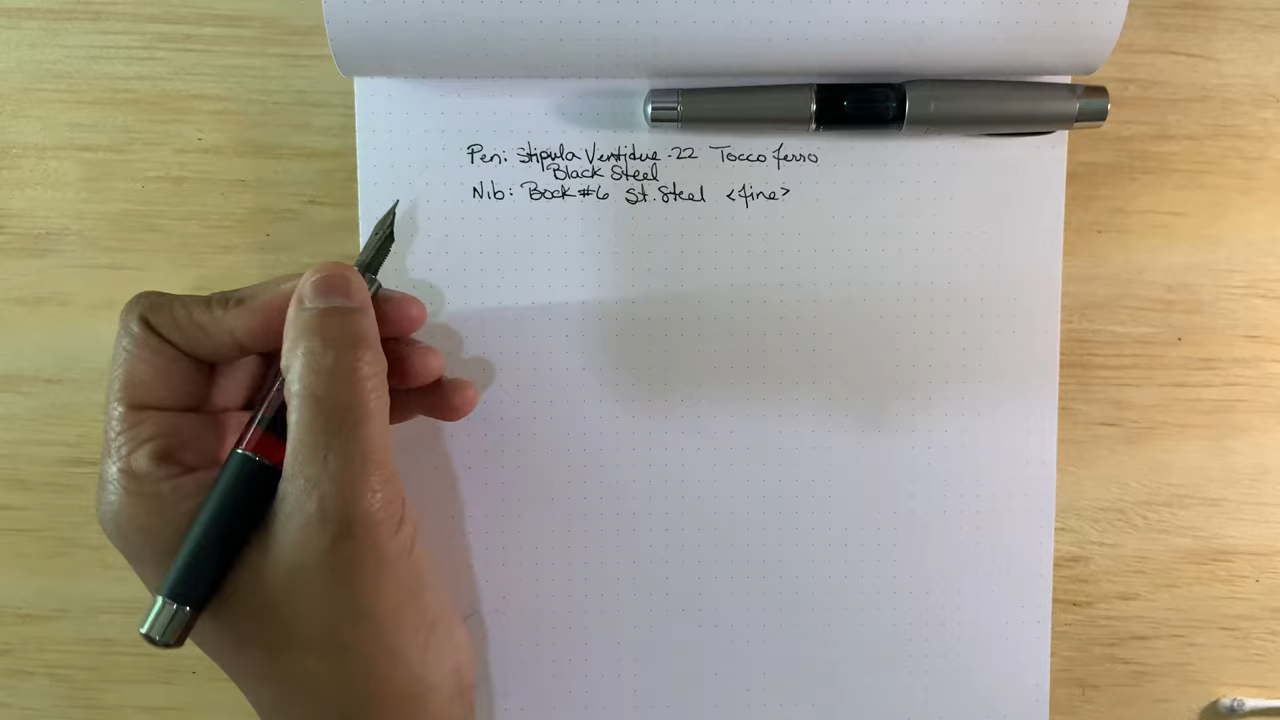 Pen: Stipula Ventidue -22 Tocco ferro
Black Steel
Nib: Bock #6 St. Steel <fine>